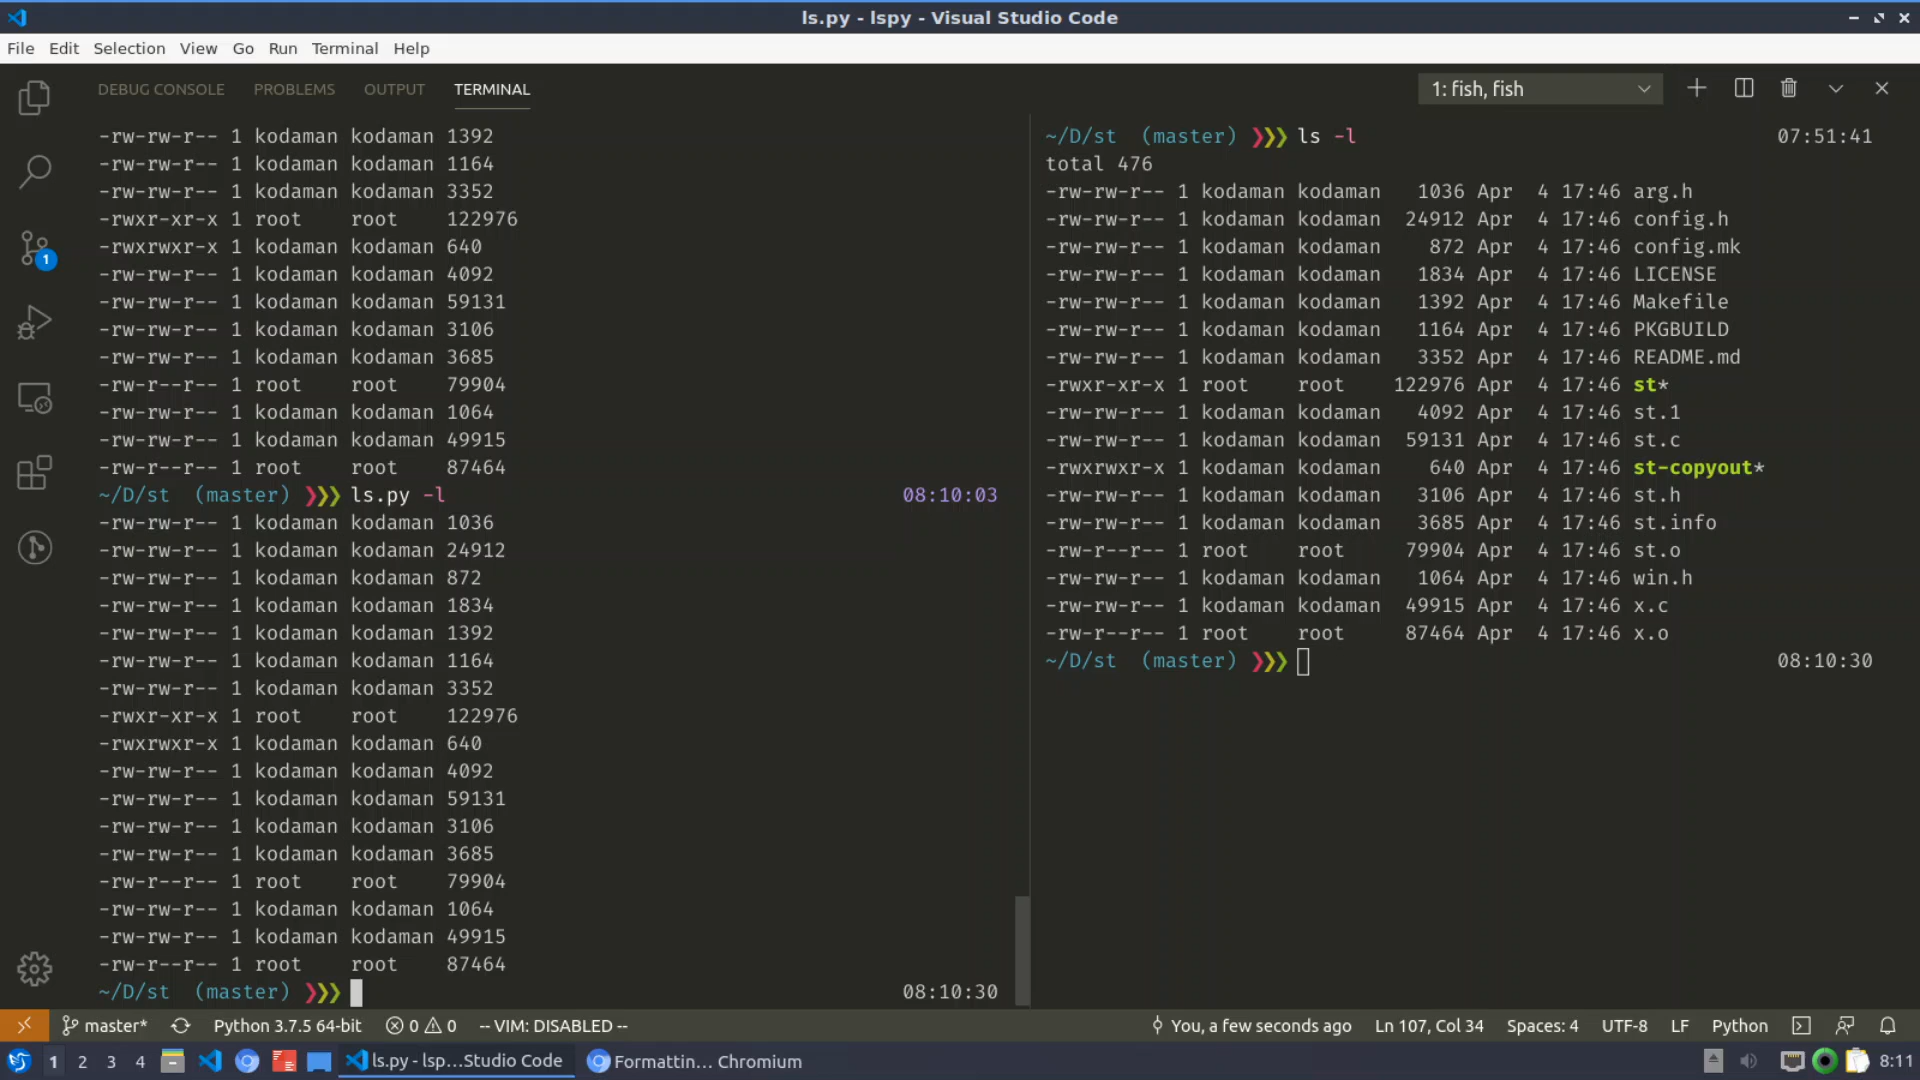 ls.py - lspy - Visual Studio Code
File Edit Selection View Go Run Terminal Help
DEBUG CONSOLE PROBLEMS OUTPUT TERMINAL
1: fish, fish
-rw-rw-r-- 1 kodaman kodaman 1392
-rw-rw-r-- 1 kodaman kodaman 1164
-rw-rw-r-- 1 kodaman kodaman 3352
-rwxr-xr-x 1 root    root    122976
-rwxrwxr-x 1 kodaman kodaman 640
-rw-rw-r-- 1 kodaman kodaman 4092
-rw-rw-r-- 1 kodaman kodaman 59131
-rw-rw-r-- 1 kodaman kodaman 3106
-rw-rw-r-- 1 kodaman kodaman 3685
-rw-r--r-- 1 root    root    79904
-rw-rw-r-- 1 kodaman kodaman 1064
-rw-rw-r-- 1 kodaman kodaman 49915
-rw-r--r-- 1 root    root    87464
~/D/st (master) ❯❯❯ ls.py -l 08:10:03
-rw-rw-r-- 1 kodaman kodaman 1036
-rw-rw-r-- 1 kodaman kodaman 24912
-rw-rw-r-- 1 kodaman kodaman 872
-rw-rw-r-- 1 kodaman kodaman 1834
-rw-rw-r-- 1 kodaman kodaman 1392
-rw-rw-r-- 1 kodaman kodaman 1164
-rw-rw-r-- 1 kodaman kodaman 3352
-rwxr-xr-x 1 root    root    122976
-rwxrwxr-x 1 kodaman kodaman 640
-rw-rw-r-- 1 kodaman kodaman 4092
-rw-rw-r-- 1 kodaman kodaman 59131
-rw-rw-r-- 1 kodaman kodaman 3106
-rw-rw-r-- 1 kodaman kodaman 3685
-rw-r--r-- 1 root    root    79904
-rw-rw-r-- 1 kodaman kodaman 1064
-rw-rw-r-- 1 kodaman kodaman 49915
-rw-r--r-- 1 root    root    87464
~/D/st (master) ❯❯❯ 08:10:30
~/D/st (master) ❯❯❯ ls -l 07:51:41
total 476
-rw-rw-r-- 1 kodaman kodaman   1036 Apr  4 17:46 arg.h
-rw-rw-r-- 1 kodaman kodaman  24912 Apr  4 17:46 config.h
-rw-rw-r-- 1 kodaman kodaman    872 Apr  4 17:46 config.mk
-rw-rw-r-- 1 kodaman kodaman   1834 Apr  4 17:46 LICENSE
-rw-rw-r-- 1 kodaman kodaman   1392 Apr  4 17:46 Makefile
-rw-rw-r-- 1 kodaman kodaman   1164 Apr  4 17:46 PKGBUILD
-rw-rw-r-- 1 kodaman kodaman   3352 Apr  4 17:46 README.md
-rwxr-xr-x 1 root    root    122976 Apr  4 17:46 st*
-rw-rw-r-- 1 kodaman kodaman   4092 Apr  4 17:46 st.1
-rw-rw-r-- 1 kodaman kodaman  59131 Apr  4 17:46 st.c
-rwxrwxr-x 1 kodaman kodaman    640 Apr  4 17:46 st-copyout*
-rw-rw-r-- 1 kodaman kodaman   3106 Apr  4 17:46 st.h
-rw-rw-r-- 1 kodaman kodaman   3685 Apr  4 17:46 st.info
-rw-r--r-- 1 root    root     79904 Apr  4 17:46 st.o
-rw-rw-r-- 1 kodaman kodaman   1064 Apr  4 17:46 win.h
-rw-rw-r-- 1 kodaman kodaman  49915 Apr  4 17:46 x.c
-rw-r--r-- 1 root    root     87464 Apr  4 17:46 x.o
~/D/st (master) ❯❯❯ 08:10:30
1
master* Python 3.7.5 64-bit 0 0 -- VIM: DISABLED -- You, a few seconds ago Ln 107, Col 34 Spaces: 4 UTF-8 LF Python
1 2 3 4 ls.py - lsp...Studio Code Formattin... Chromium 8:11